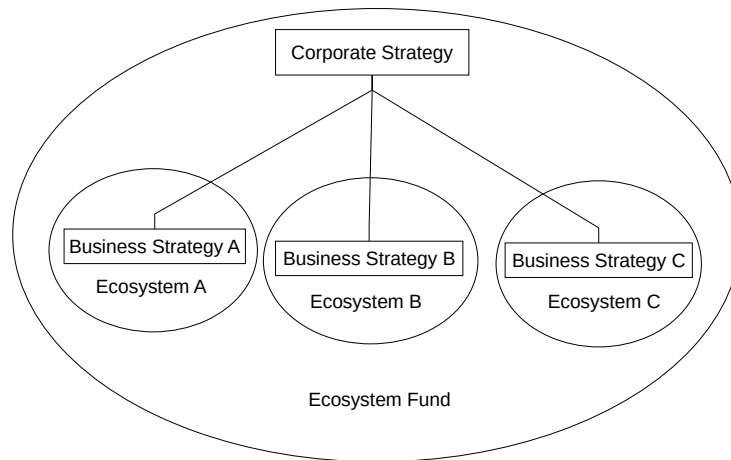 Corporate Strategy
Business Strategy A
Ecosystem A
Business Strategy B
Ecosystem B
Business Strategy C
Ecosystem C
Ecosystem Fund